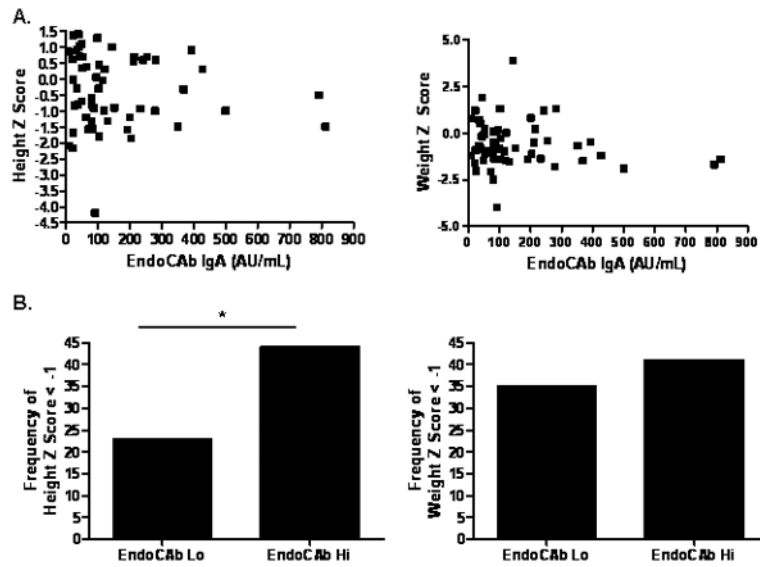 A.
Height Z Score
1.5
1.0
0.5
0.0
-0.5
-1.0
-1.5
-2.0
-2.5
-3.0
-3.5
-4.0
-4.5
0 100 200 300 400 500 600 700 800 900
EndoCAb IgA (AU/mL)
Weight Z Score
5.0
2.5
0.0
-2.5
-5.0
0 100 200 300 400 500 600 700 800 900
EndoCAb IgA (AU/mL)
B.
*
Frequency of
Height Z Score < -1
45
40
35
30
25
20
15
10
5
0
EndoCAb Lo EndoCAb Hi
Frequency of
Weight Z Score < -1
45
40
35
30
25
20
15
10
5
0
EndoCAb Lo EndoCAb Hi